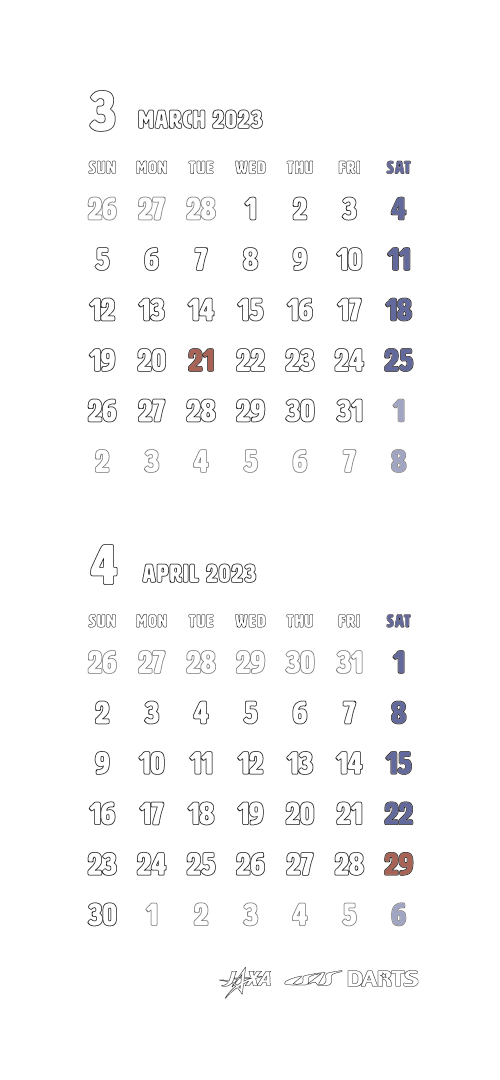 3 MARCH 2023
SUN MON TUE WED THU FRI SAT
26 27 28 1 2 3 4
5 6 7 8 9 10 11
12 13 14 15 16 17 18
19 20 21 22 23 24 25
26 27 28 29 30 31 1
2 3 4 5 6 7 8
4 APRIL 2023
SUN MON TUE WED THU FRI SAT
26 27 28 29 30 31 1
2 3 4 5 6 7 8
9 10 11 12 13 14 15
16 17 18 19 20 21 22
23 24 25 26 27 28 29
30 1 2 3 4 5 6
JAXA ISAS DARTS